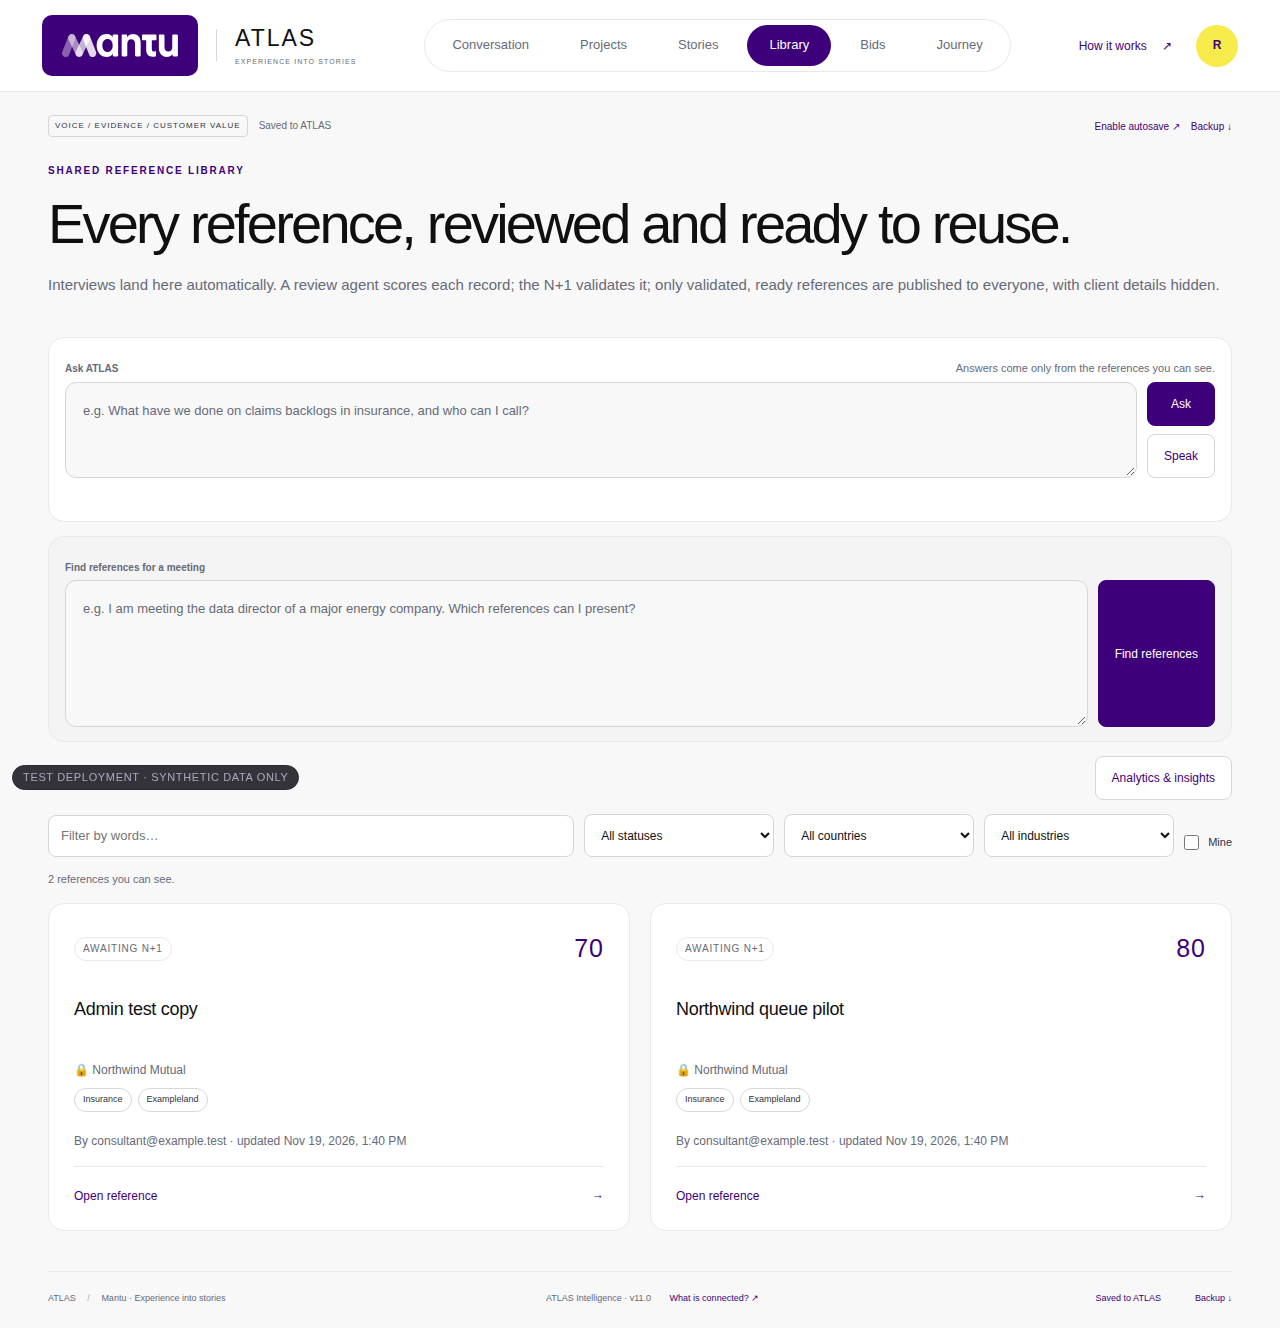 mantu
ATLAS
EXPERIENCE INTO STORIES
Conversation
Projects
Stories
Library
Bids
Journey
How it works ↗
R
VOICE / EVIDENCE / CUSTOMER VALUE
Saved to ATLAS
Enable autosave ↗
Backup ↓
SHARED REFERENCE LIBRARY
Every reference, reviewed and ready to reuse.
Interviews land here automatically. A review agent scores each record; the N+1 validates it; only validated, ready references are published to everyone, with client details hidden.
Ask ATLAS
Answers come only from the references you can see.
e.g. What have we done on claims backlogs in insurance, and who can I call?
Ask
Speak
Find references for a meeting
e.g. I am meeting the data director of a major energy company. Which references can I present?
Find references
TEST DEPLOYMENT · SYNTHETIC DATA ONLY
Analytics & insights
Filter by words…
All statuses
All countries
All industries
Mine
2 references you can see.
AWAITING N+1
70
Admin test copy
🔒 Northwind Mutual
Insurance
Exampleland
By consultant@example.test · updated Nov 19, 2026, 1:40 PM
Open reference →
AWAITING N+1
80
Northwind queue pilot
🔒 Northwind Mutual
Insurance
Exampleland
By consultant@example.test · updated Nov 19, 2026, 1:40 PM
Open reference →
ATLAS / Mantu · Experience into stories
ATLAS Intelligence · v11.0
What is connected? ↗
Saved to ATLAS
Backup ↓